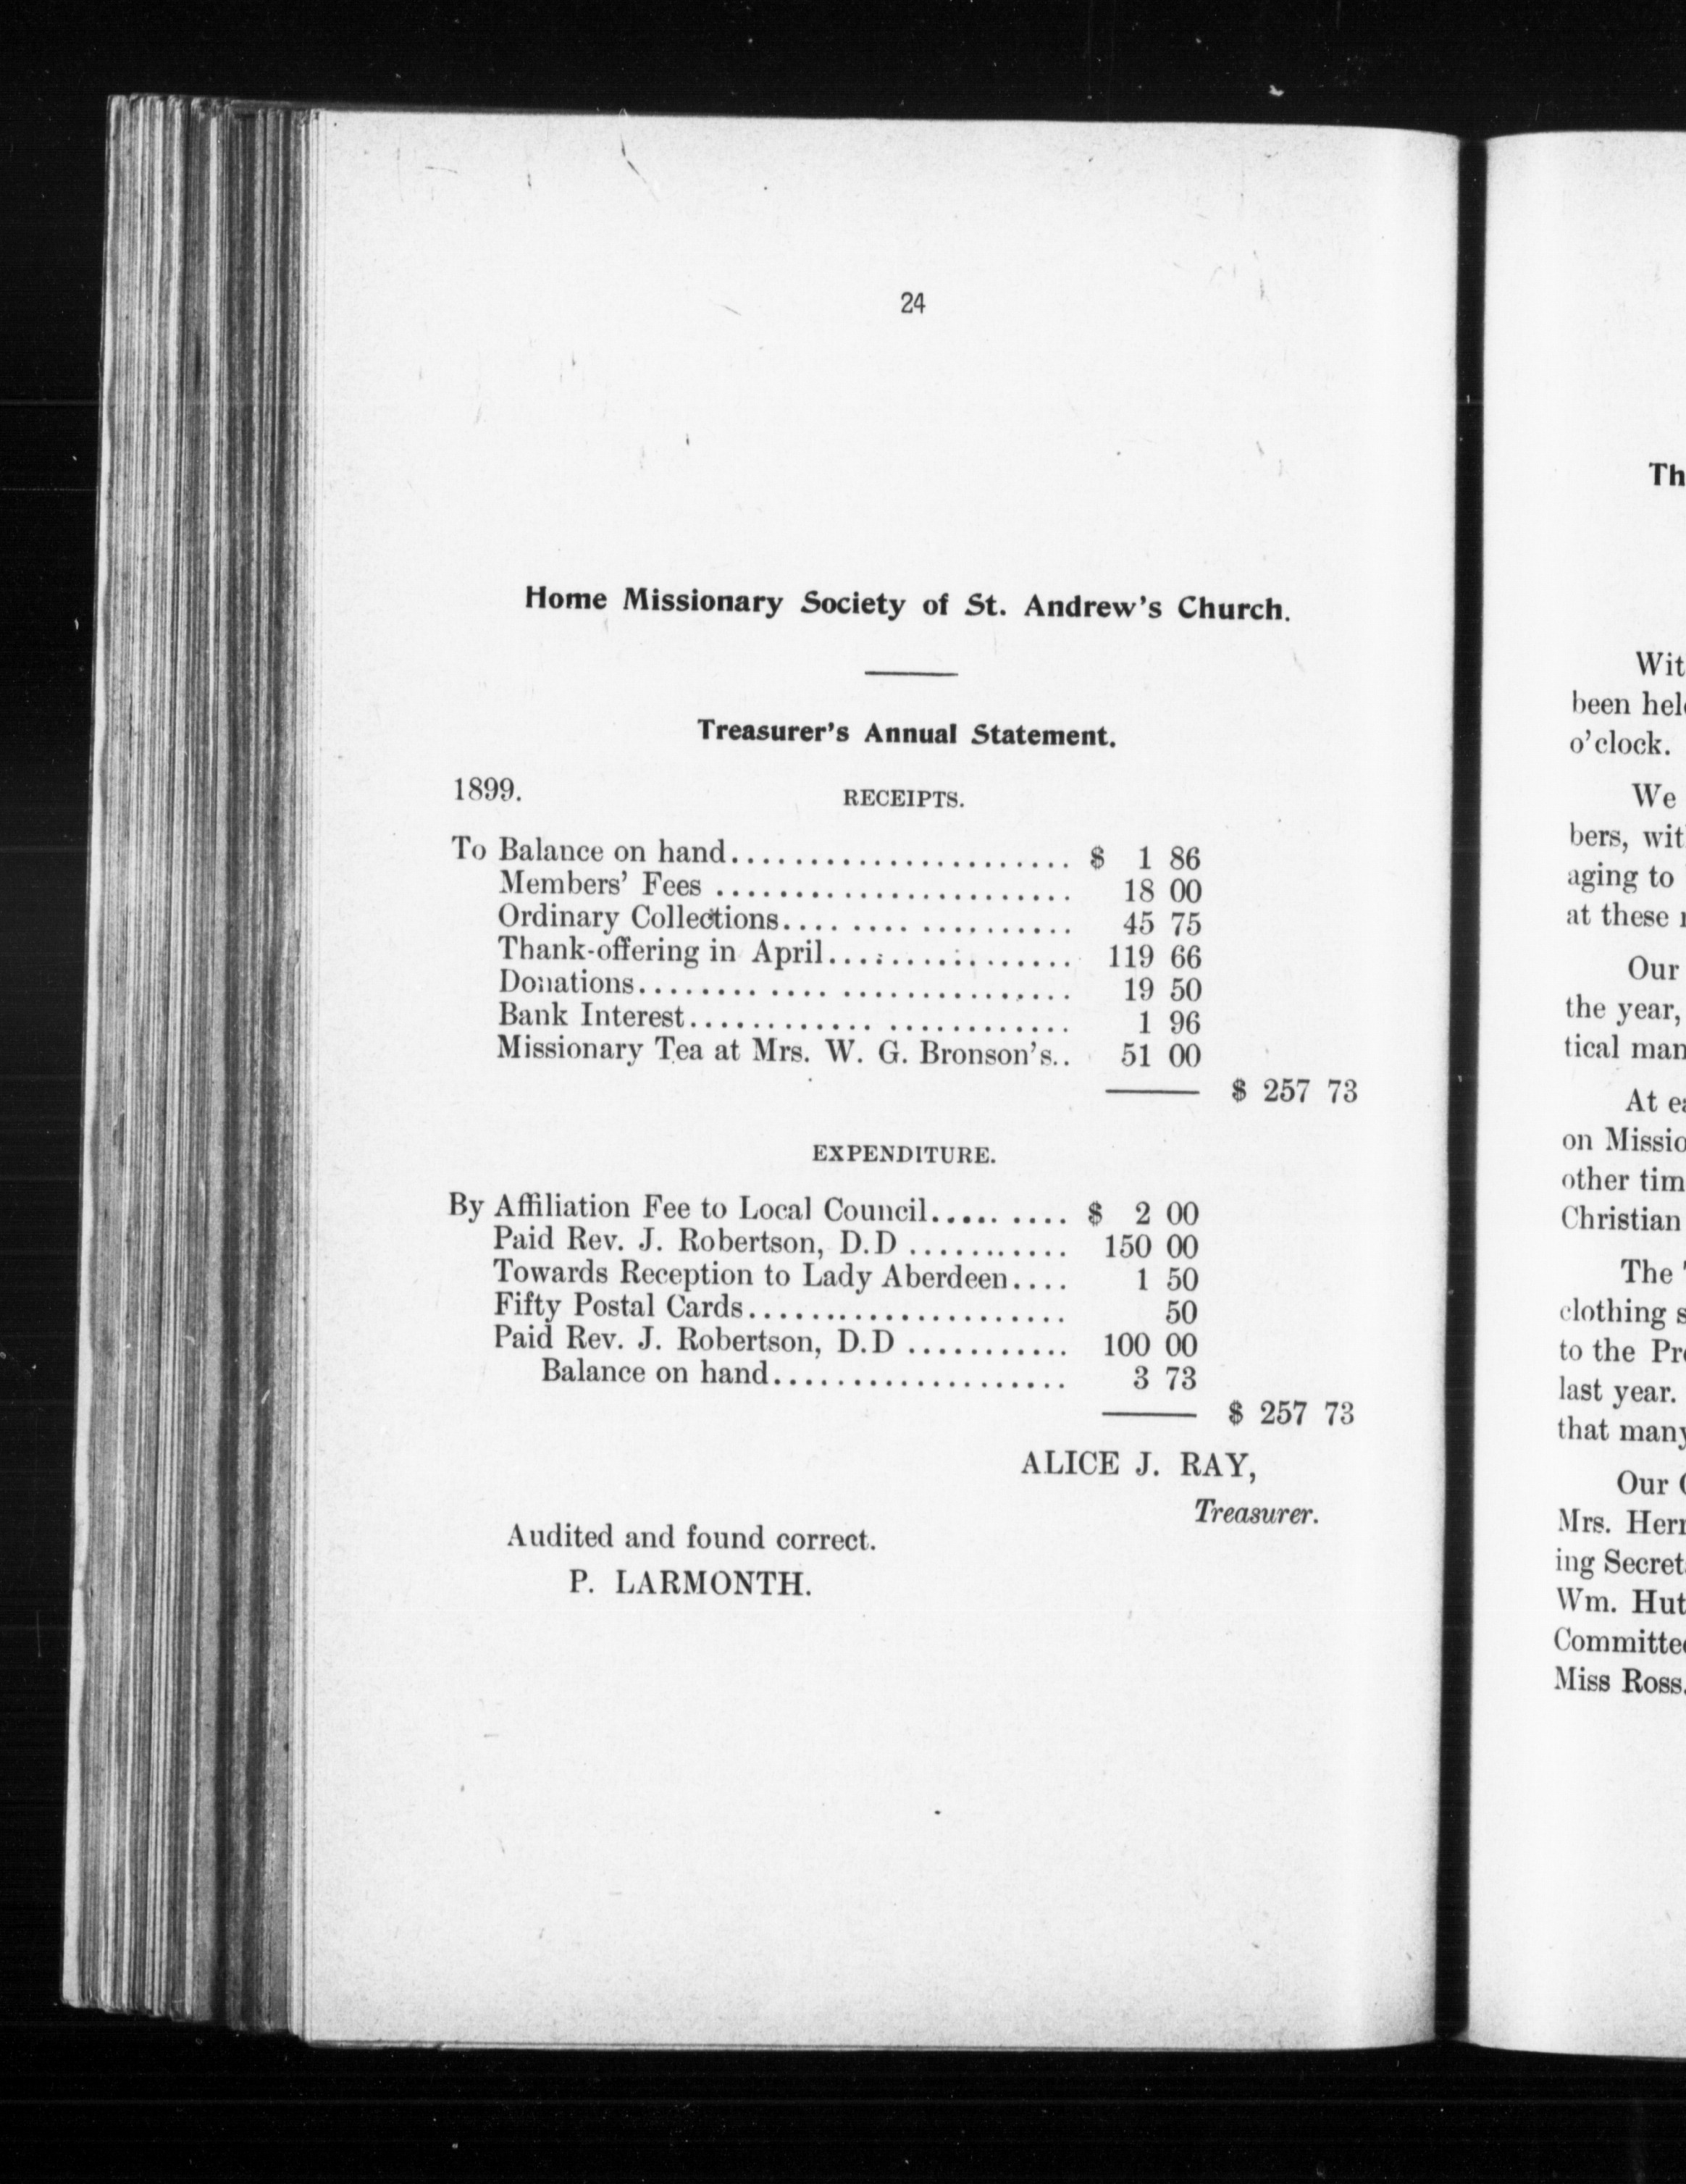 24
Home Missionary Society of St. Andrew's Church.
Treasurer's Annual Statement.
1899. RECEIPTS.
To Balance on hand...................... $ 1 86
Members' Fees ....................... 18 00
Ordinary Collections.... .... .......... 45 75
Thank-offering in April................ 119 66
Donations........ .... ............... 19 50
Bank Interest............ ............ 1 96
Missionary Tea at Mrs. W. G. Bronson's.. 51 00
$ 257 73
EXPENDITURE.
By Affiliation Fee to Local Council..... .... $ 2 00
Paid Rev. J. Robertson, D.D ........... 150 00
Towards Reception to Lady Aberdeen.... 1 50
Fifty Postal Cards..................... 50
Paid Rev. J. Robertson, D.D ........... 100 00
Balance on hand................... 3 73
$ 257 73
ALICE J. RAY,
Treasurer.
Audited and found correct.
P. LARMONTH.
Th
Wit
been hel
o'clock.
We
bers, wit
aging to
at these
Our
the year,
tical man
At ea
on Missio
other tim
Christian
The
clothing s
to the Pr
last year.
that many
Our
Mrs. Her
ing Secret
Wm. Hut
Committe
Miss Ross.